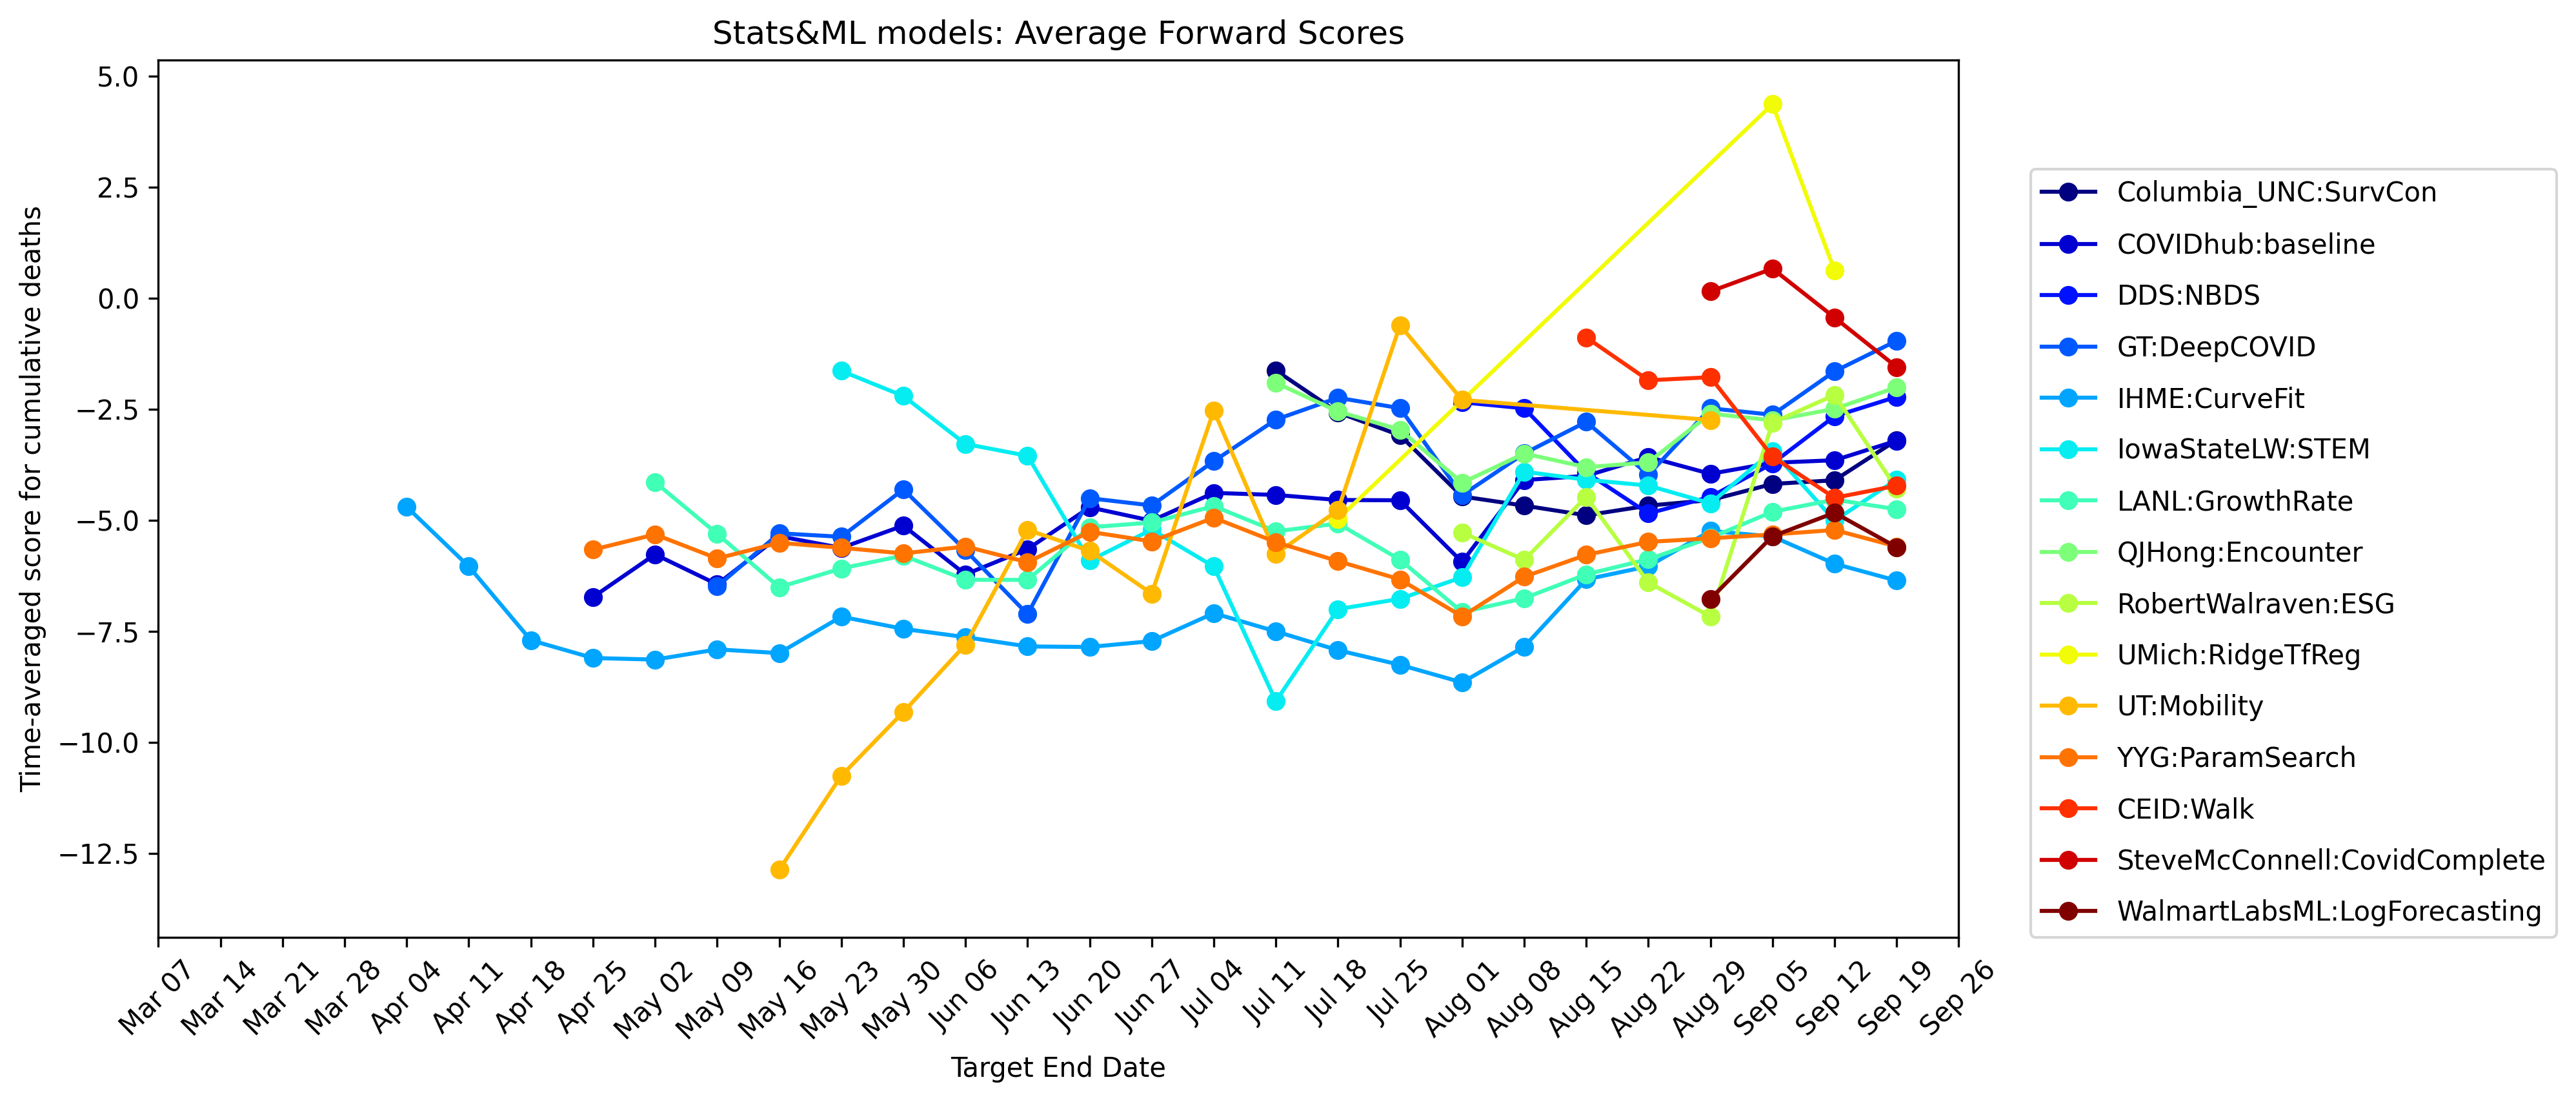 Stats&ML models: Average Forward Scores
Time-averaged score for cumulative deaths
5.0
2.5
0.0
−2.5
−5.0
−7.5
−10.0
−12.5
Mar 07
Mar 14
Mar 21
Mar 28
Apr 04
Apr 11
Apr 18
Apr 25
May 02
May 09
May 16
May 23
May 30
Jun 06
Jun 13
Jun 20
Jun 27
Jul 04
Jul 11
Jul 18
Jul 25
Aug 01
Aug 08
Aug 15
Aug 22
Aug 29
Sep 05
Sep 12
Sep 19
Sep 26
Target End Date
Columbia_UNC:SurvCon
COVIDhub:baseline
DDS:NBDS
GT:DeepCOVID
IHME:CurveFit
IowaStateLW:STEM
LANL:GrowthRate
QJHong:Encounter
RobertWalraven:ESG
UMich:RidgeTfReg
UT:Mobility
YYG:ParamSearch
CEID:Walk
SteveMcConnell:CovidComplete
WalmartLabsML:LogForecasting